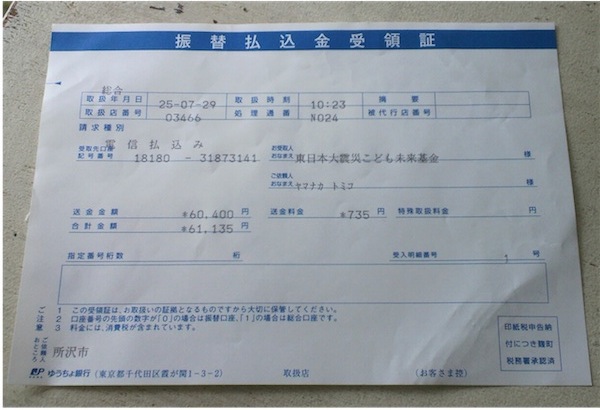 振替払込金受領証
総合
取扱年月日 25-07-29 取扱時刻 10:23 摘要
取扱店番号 03466 処理通番 N024 被代行店番号
請求種別
電信払込み
受取先口座 記号番号 18180 - 31873141 お受取人 おなまえ 東日本大震災こども未来基金 様
ご依頼人 おなまえ ヤマナカ トミコ 様
送金金額 *60,400 円 送金料金 *735 円 特殊取扱料金 円
合計金額 *61,135 円
指定番号桁数 桁 受入明細番号 1 号
ご注意
1 この受領証は、お取扱いの証拠となるものですから大切に保管してください。
2 口座番号の先頭の数字が「0」の場合は振替口座、「1」の場合は総合口座です。
3 料金には、消費税が含まれています。
ご依頼人 おところ 所沢市
印紙税申告納
付につき麹町
税務署承認済
JP ゆうちょ銀行 (東京都千代田区霞が関1-3-2) 取扱店 (お客さま控)